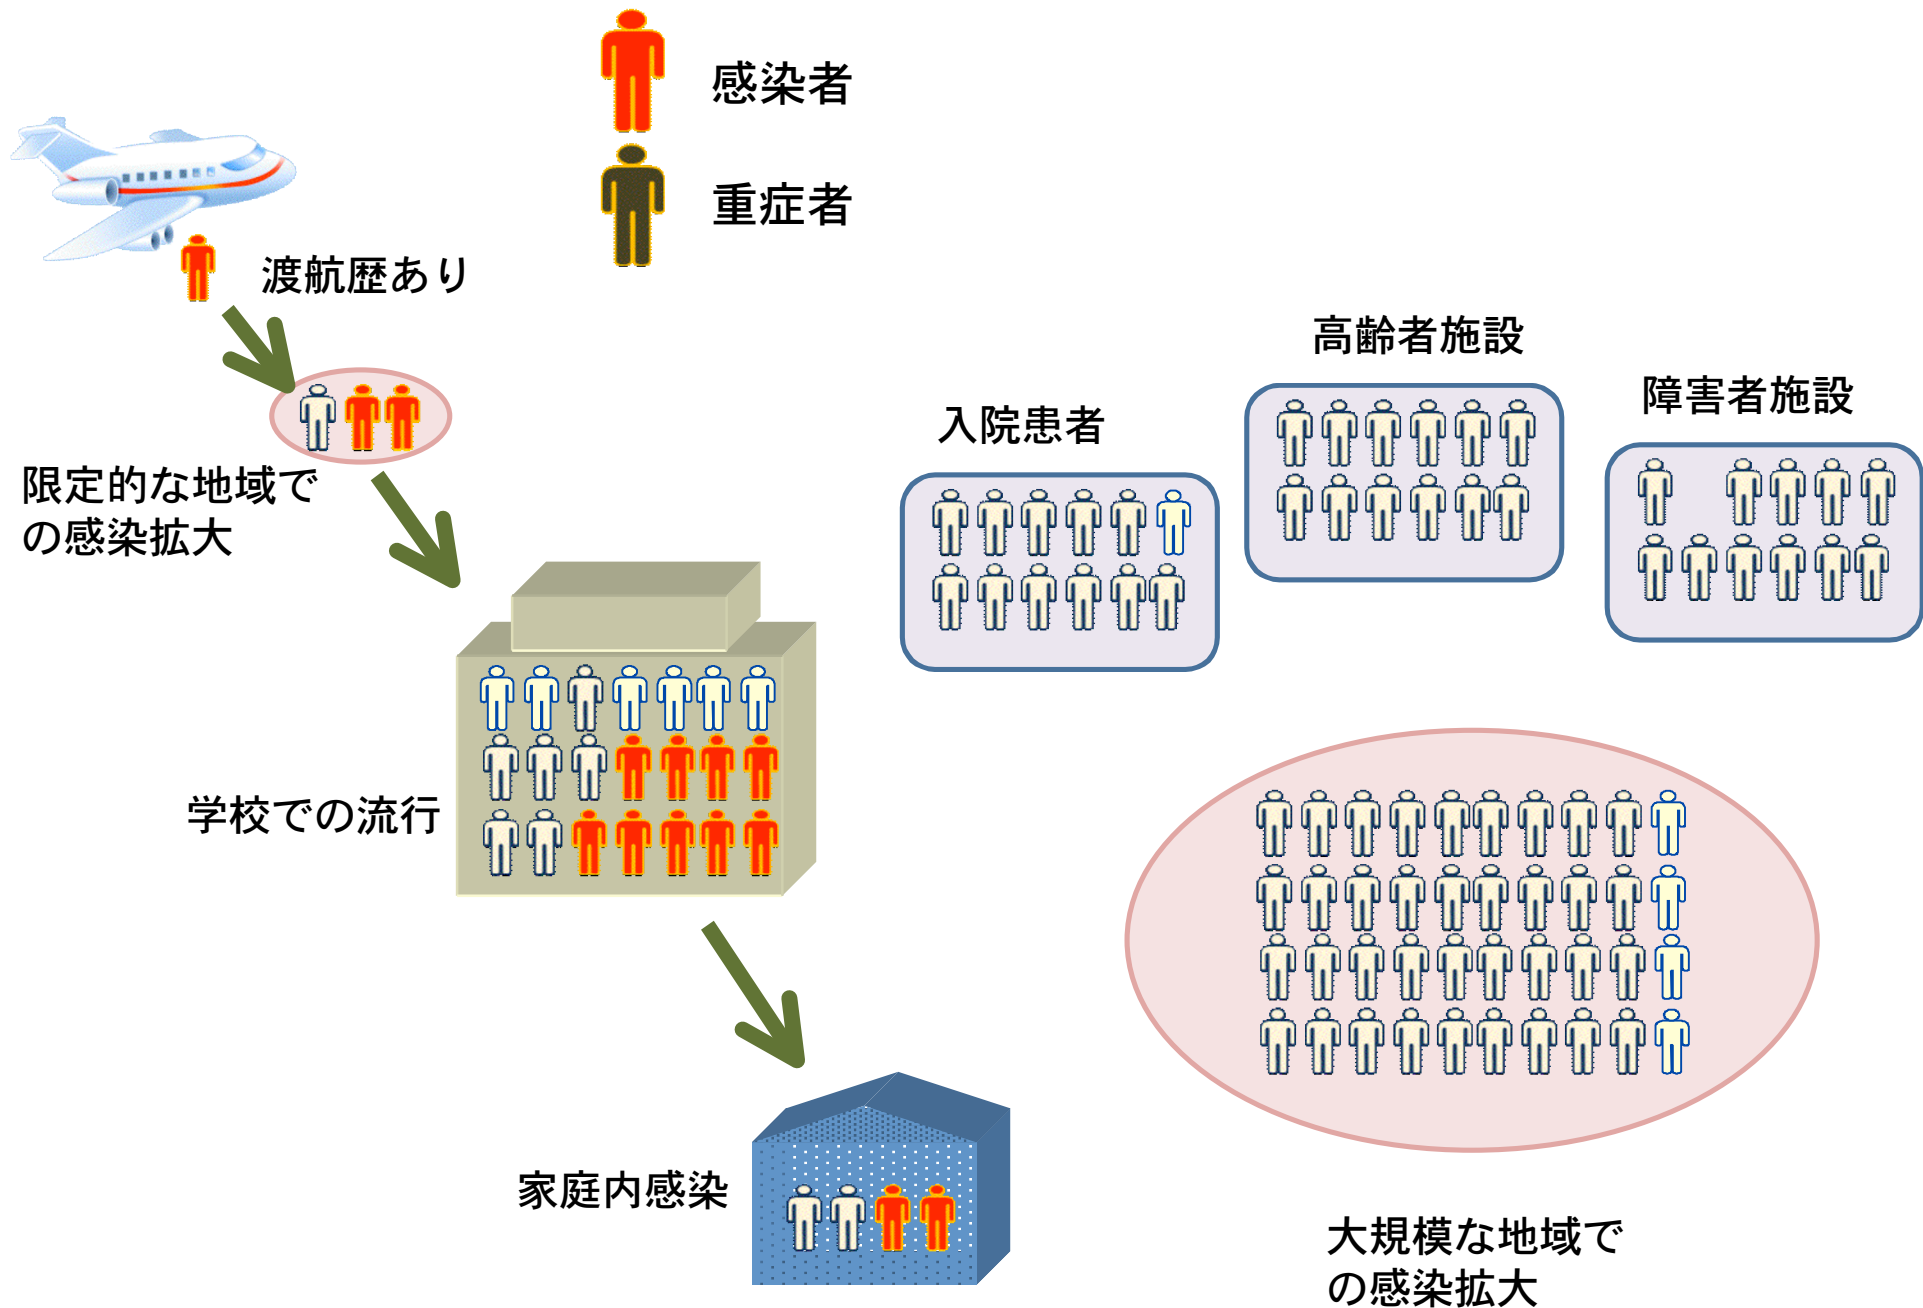 感染者
重症者
渡航歴あり
高齢者施設
障害者施設
入院患者
限定的な地域で
の感染拡大
学校での流行
家庭内感染
大規模な地域で
の感染拡大